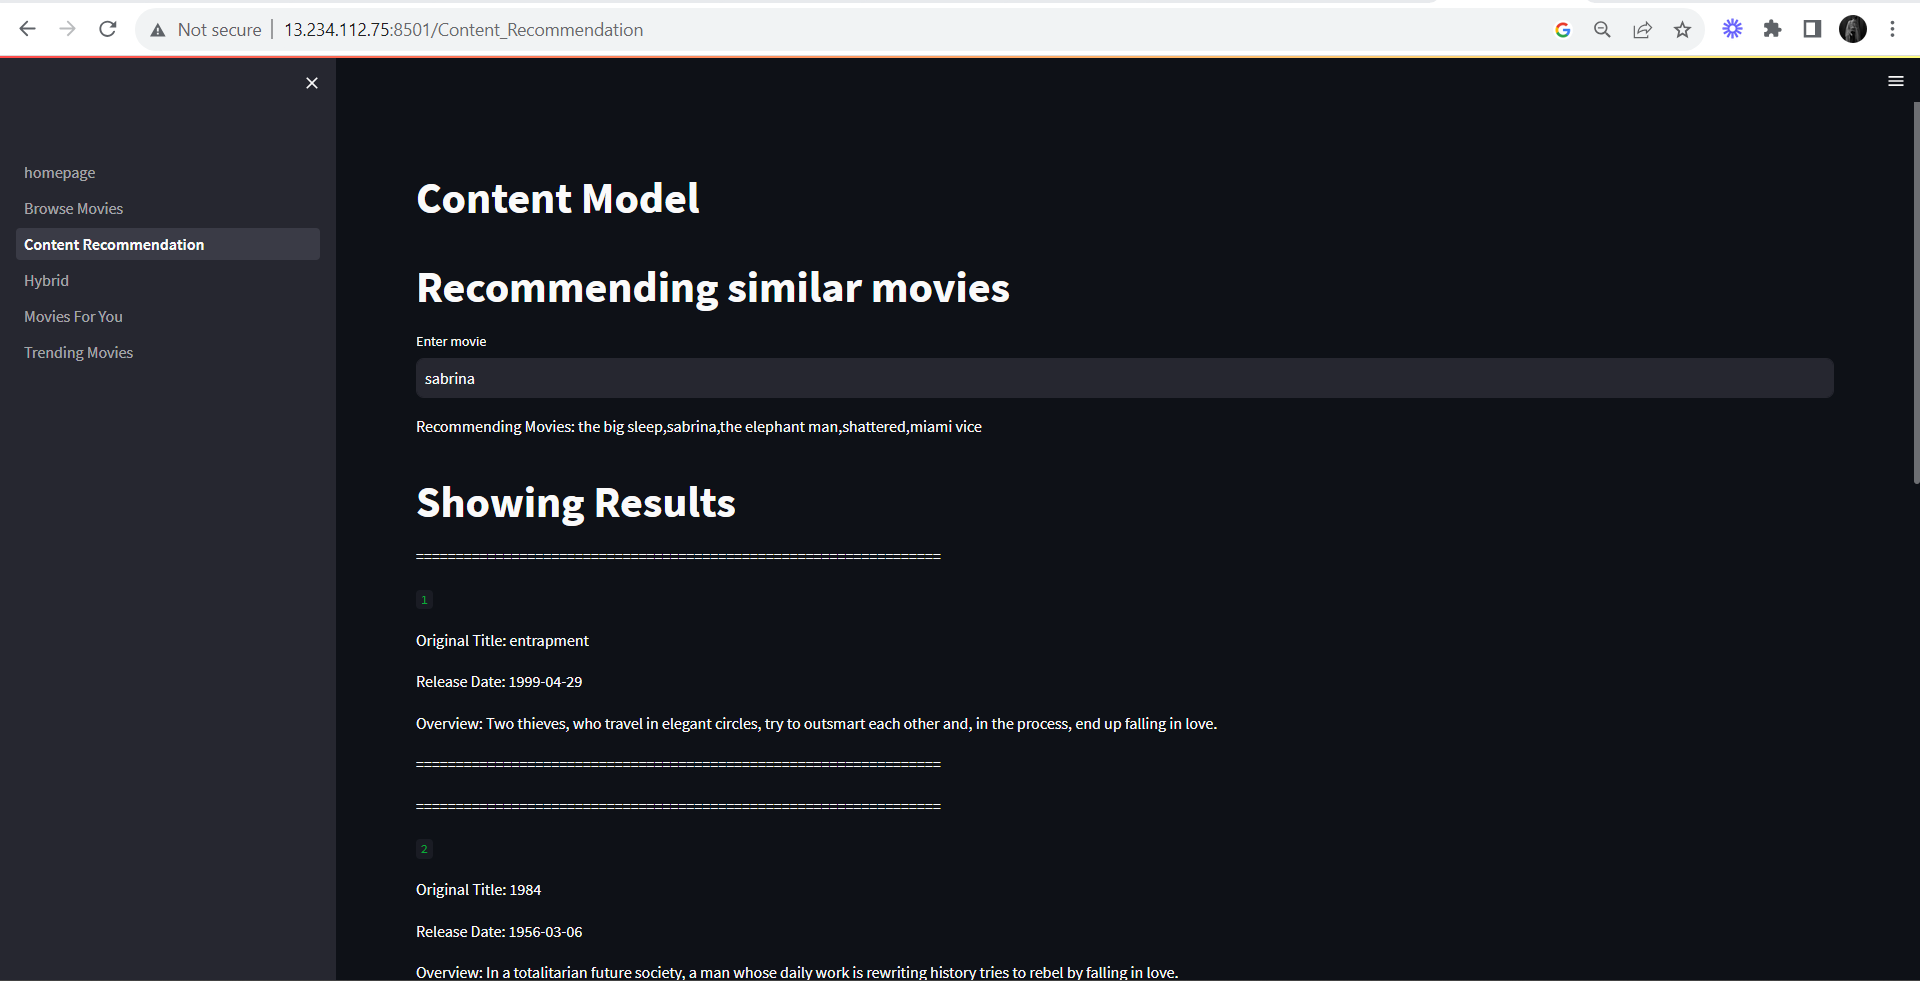 Not secure | 13.234.112.75:8501/Content_Recommendation
homepage
Browse Movies
Content Recommendation
Hybrid
Movies For You
Trending Movies
Content Model
Recommending similar movies
Enter movie
sabrina
Recommending Movies: the big sleep,sabrina,the elephant man,shattered,miami vice
Showing Results
==================================================================
1
Original Title: entrapment
Release Date: 1999-04-29
Overview: Two thieves, who travel in elegant circles, try to outsmart each other and, in the process, end up falling in love.
==================================================================
==================================================================
2
Original Title: 1984
Release Date: 1956-03-06
Overview: In a totalitarian future society, a man whose daily work is rewriting history tries to rebel by falling in love.